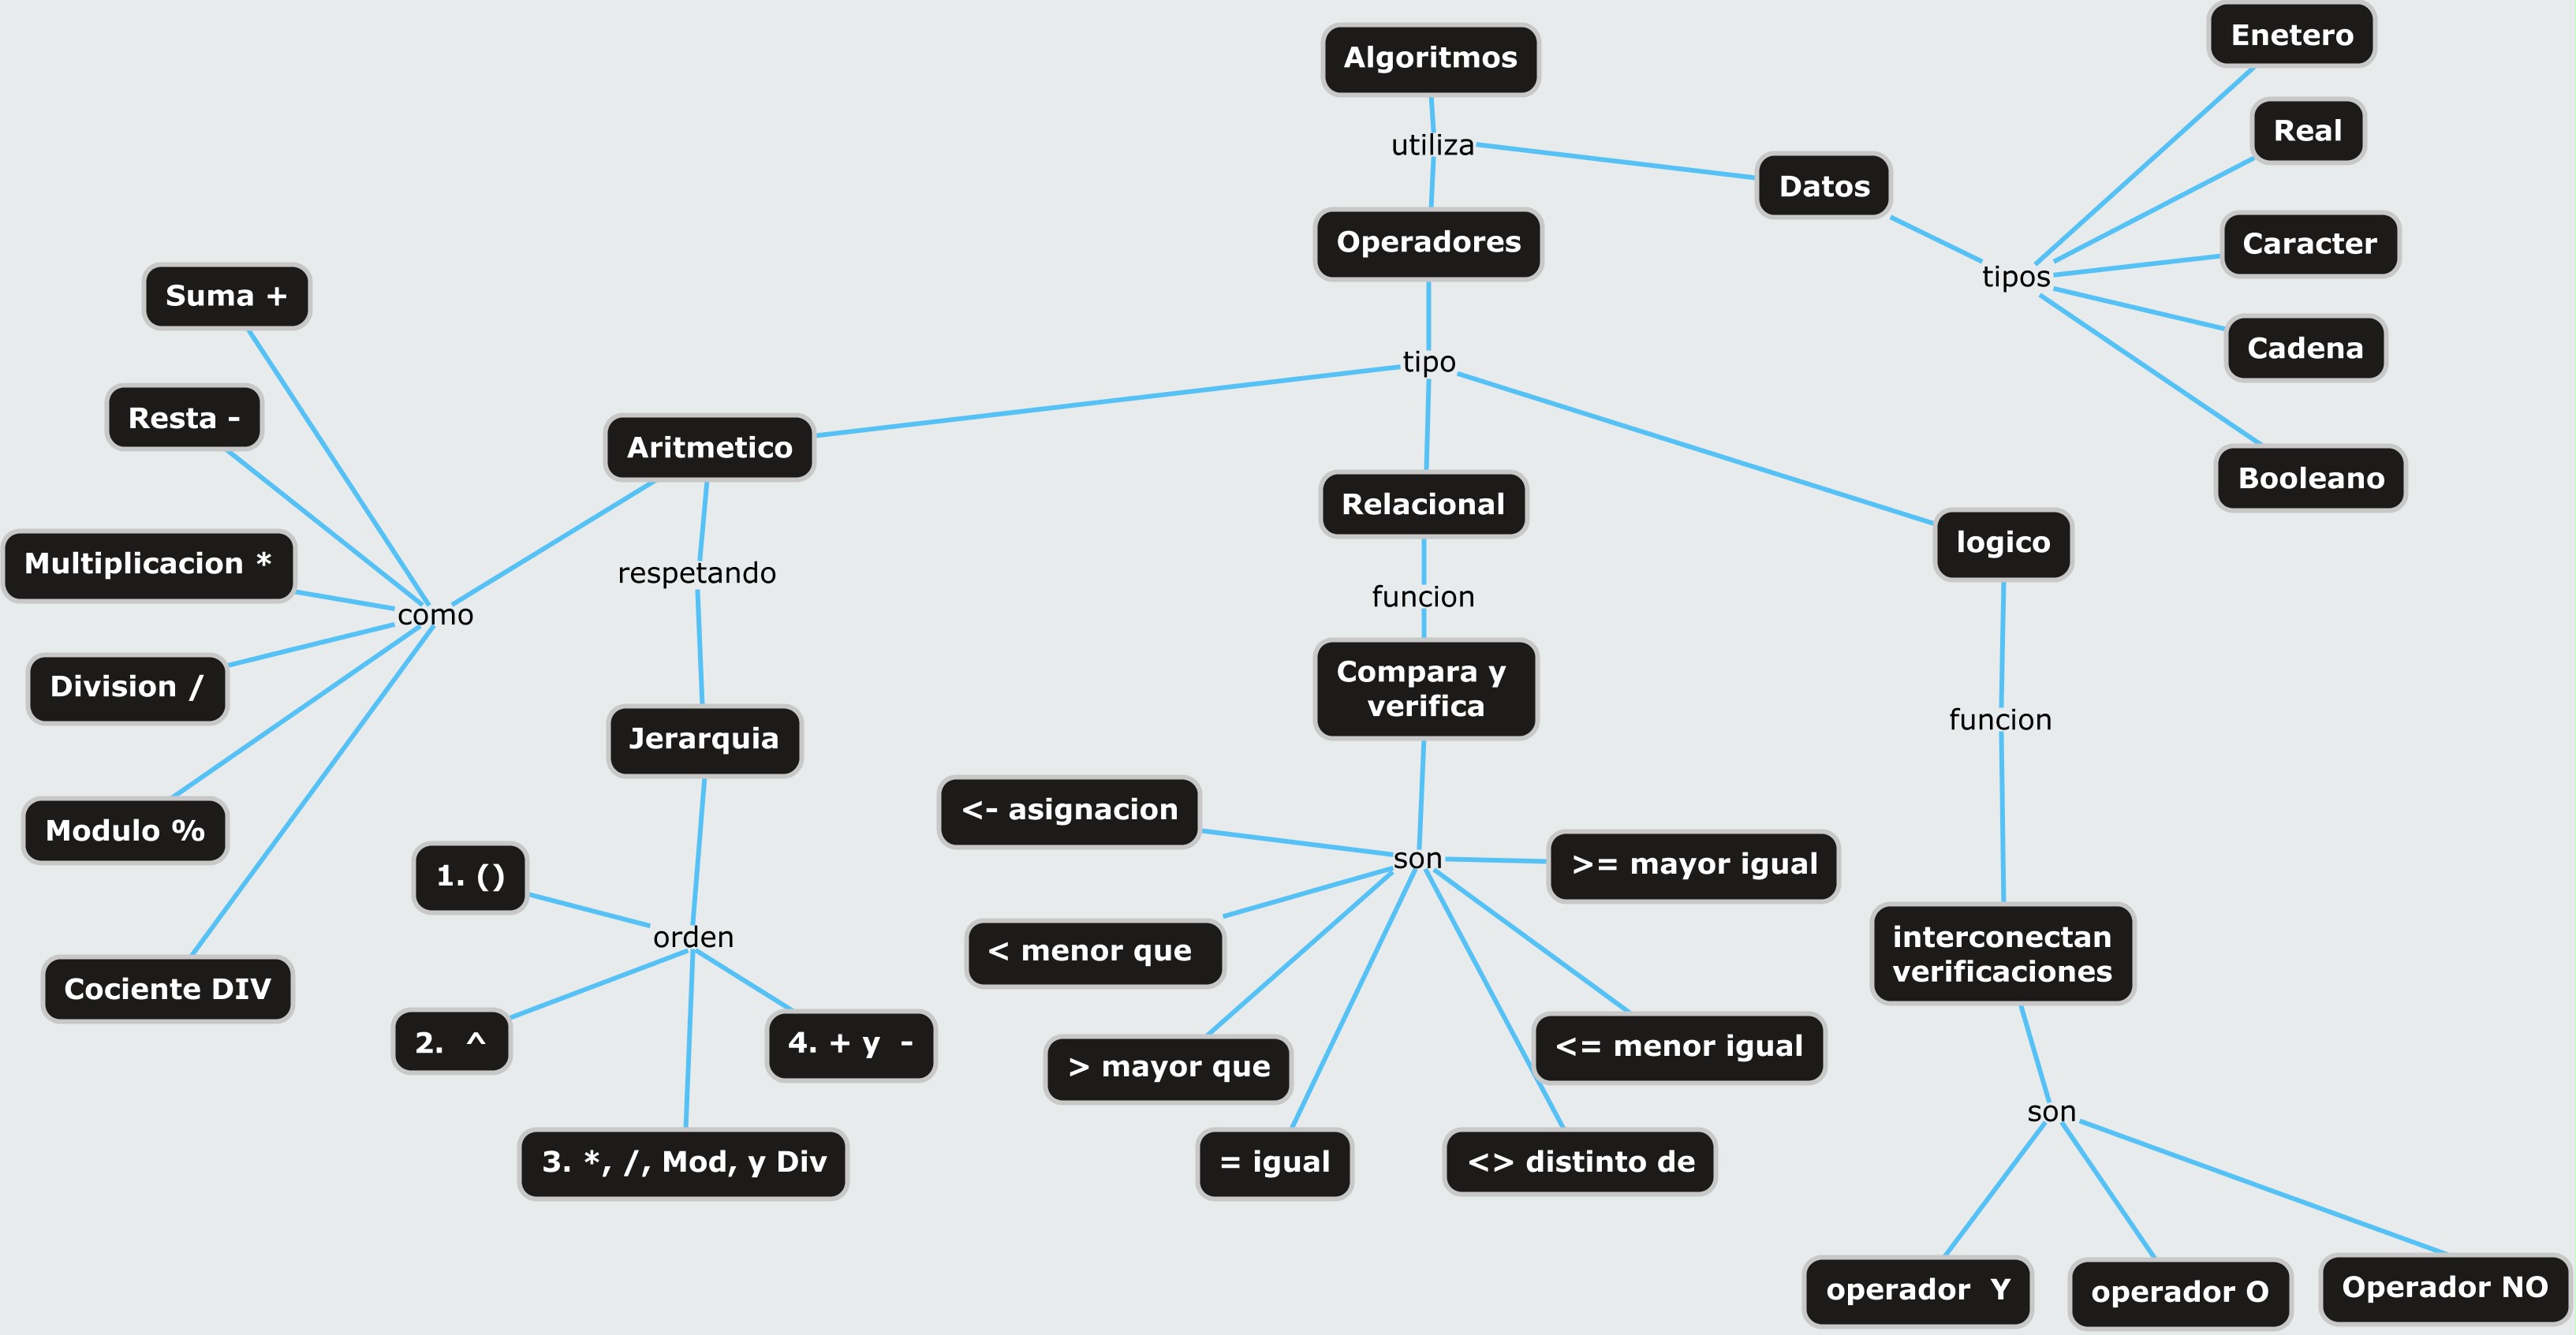 Algoritmos
utiliza
Operadores
Datos
tipos
Enetero
Real
Caracter
Cadena
Booleano
tipo
Aritmetico
como
Suma +
Resta -
Multiplicacion *
Division /
Modulo %
Cociente DIV
respetando
Jerarquia
orden
1. ()
2.  ^
3. *, /, Mod, y Div
4. + y  -
Relacional
funcion
Compara y
verifica
son
<- asignacion
< menor que
> mayor que
= igual
<> distinto de
<= menor igual
>= mayor igual
logico
funcion
interconectan
verificaciones
son
operador  Y
operador O
Operador NO